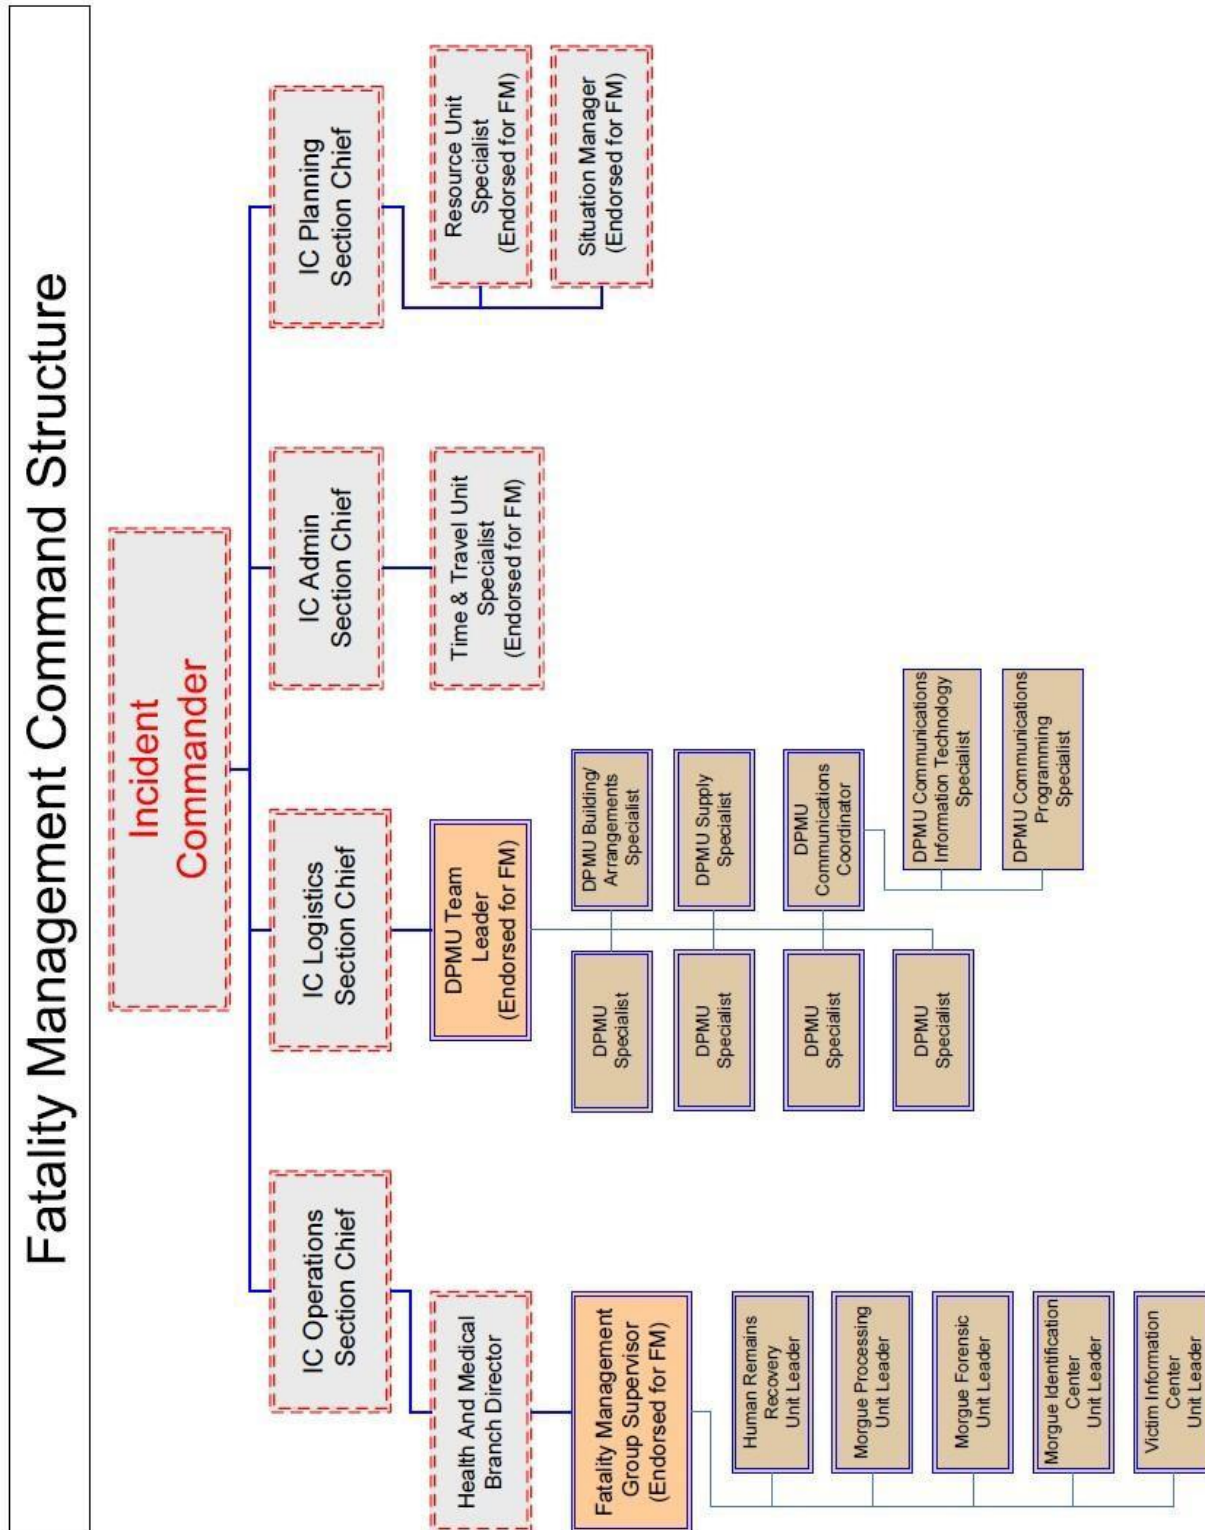 Fatality Management Command Structure
Incident
Commander
IC Operations
Section Chief
IC Logistics
Section Chief
IC Admin
Section Chief
IC Planning
Section Chief
Health And Medical
Branch Director
DPMU Team
Leader
(Endorsed for FM)
Time & Travel Unit
Specialist
(Endorsed for FM)
Resource Unit
Specialist
(Endorsed for FM)
Situation Manager
(Endorsed for FM)
Fatality Management
Group Supervisor
(Endorsed for FM)
Human Remains
Recovery
Unit Leader
Morgue Processing
Unit Leader
Morgue Forensic
Unit Leader
Morgue Identification
Center
Unit Leader
Victim Information
Center
Unit Leader
DPMU
Specialist
DPMU Building/
Arrangements
Specialist
DPMU
Specialist
DPMU Supply
Specialist
DPMU
Specialist
DPMU
Communications
Coordinator
DPMU
Specialist
DPMU Communications
Information Technology
Specialist
DPMU Communications
Programming
Specialist